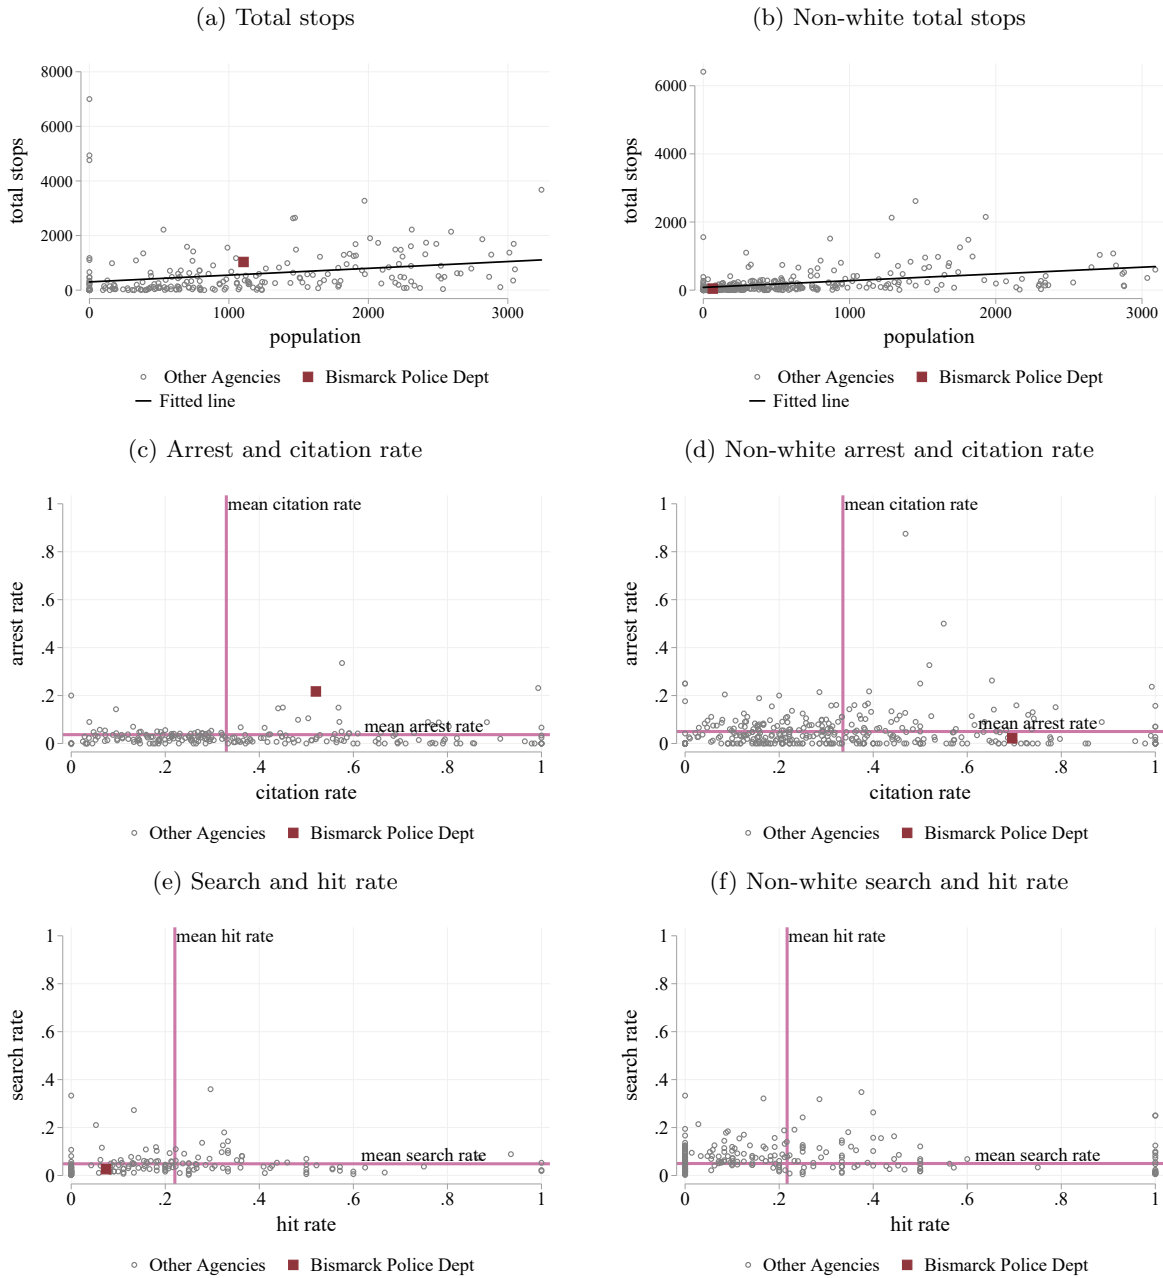 (a) Total stops
(b) Non-white total stops
8000
6000
4000
2000
0
total stops
0 1000 2000 3000
population
Other Agencies Bismarck Police Dept
Fitted line
6000
4000
2000
0
total stops
0 1000 2000 3000
population
Other Agencies Bismarck Police Dept
Fitted line
(c) Arrest and citation rate
(d) Non-white arrest and citation rate
1
.8
.6
.4
.2
0
arrest rate
mean citation rate
mean arrest rate
0 .2 .4 .6 .8 1
citation rate
Other Agencies Bismarck Police Dept
1
.8
.6
.4
.2
0
arrest rate
mean citation rate
mean arrest rate
0 .2 .4 .6 .8 1
citation rate
Other Agencies Bismarck Police Dept
(e) Search and hit rate
(f) Non-white search and hit rate
1
.8
.6
.4
.2
0
search rate
mean hit rate
mean search rate
0 .2 .4 .6 .8 1
hit rate
Other Agencies Bismarck Police Dept
1
.8
.6
.4
.2
0
search rate
mean hit rate
mean search rate
0 .2 .4 .6 .8 1
hit rate
Other Agencies Bismarck Police Dept